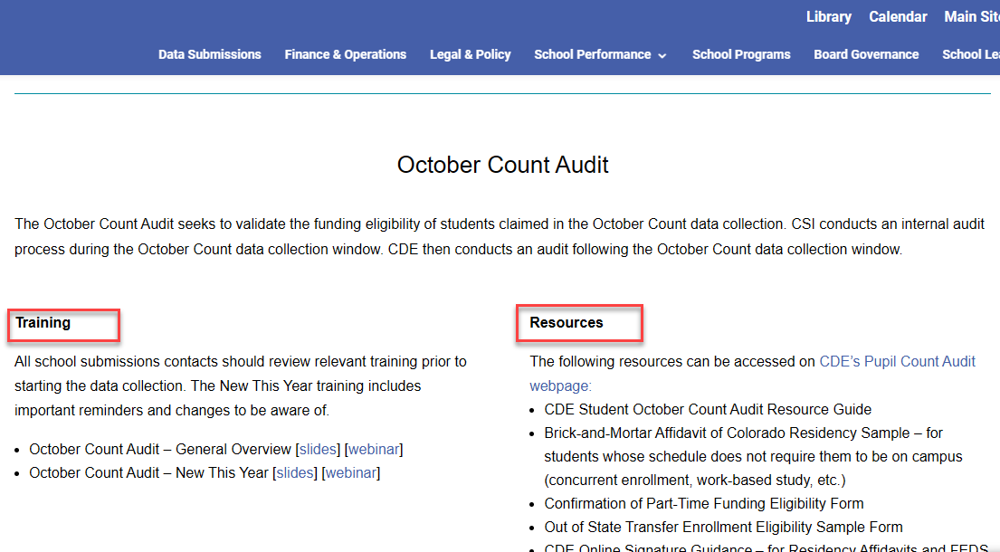 Library Calendar Main Site
Data Submissions Finance & Operations Legal & Policy School Performance School Programs Board Governance School Lea
October Count Audit
The October Count Audit seeks to validate the funding eligibility of students claimed in the October Count data collection. CSI conducts an internal audit
process during the October Count data collection window. CDE then conducts an audit following the October Count data collection window.
Training
All school submissions contacts should review relevant training prior to
starting the data collection. The New This Year training includes
important reminders and changes to be aware of.
• October Count Audit – General Overview [slides] [webinar]
• October Count Audit – New This Year [slides] [webinar]
Resources
The following resources can be accessed on CDE’s Pupil Count Audit
webpage:
• CDE Student October Count Audit Resource Guide
• Brick-and-Mortar Affidavit of Colorado Residency Sample – for
students whose schedule does not require them to be on campus
(concurrent enrollment, work-based study, etc.)
• Confirmation of Part-Time Funding Eligibility Form
• Out of State Transfer Enrollment Eligibility Sample Form
• CDE Online Signature Guidance – for Residency Affidavits and FEDS